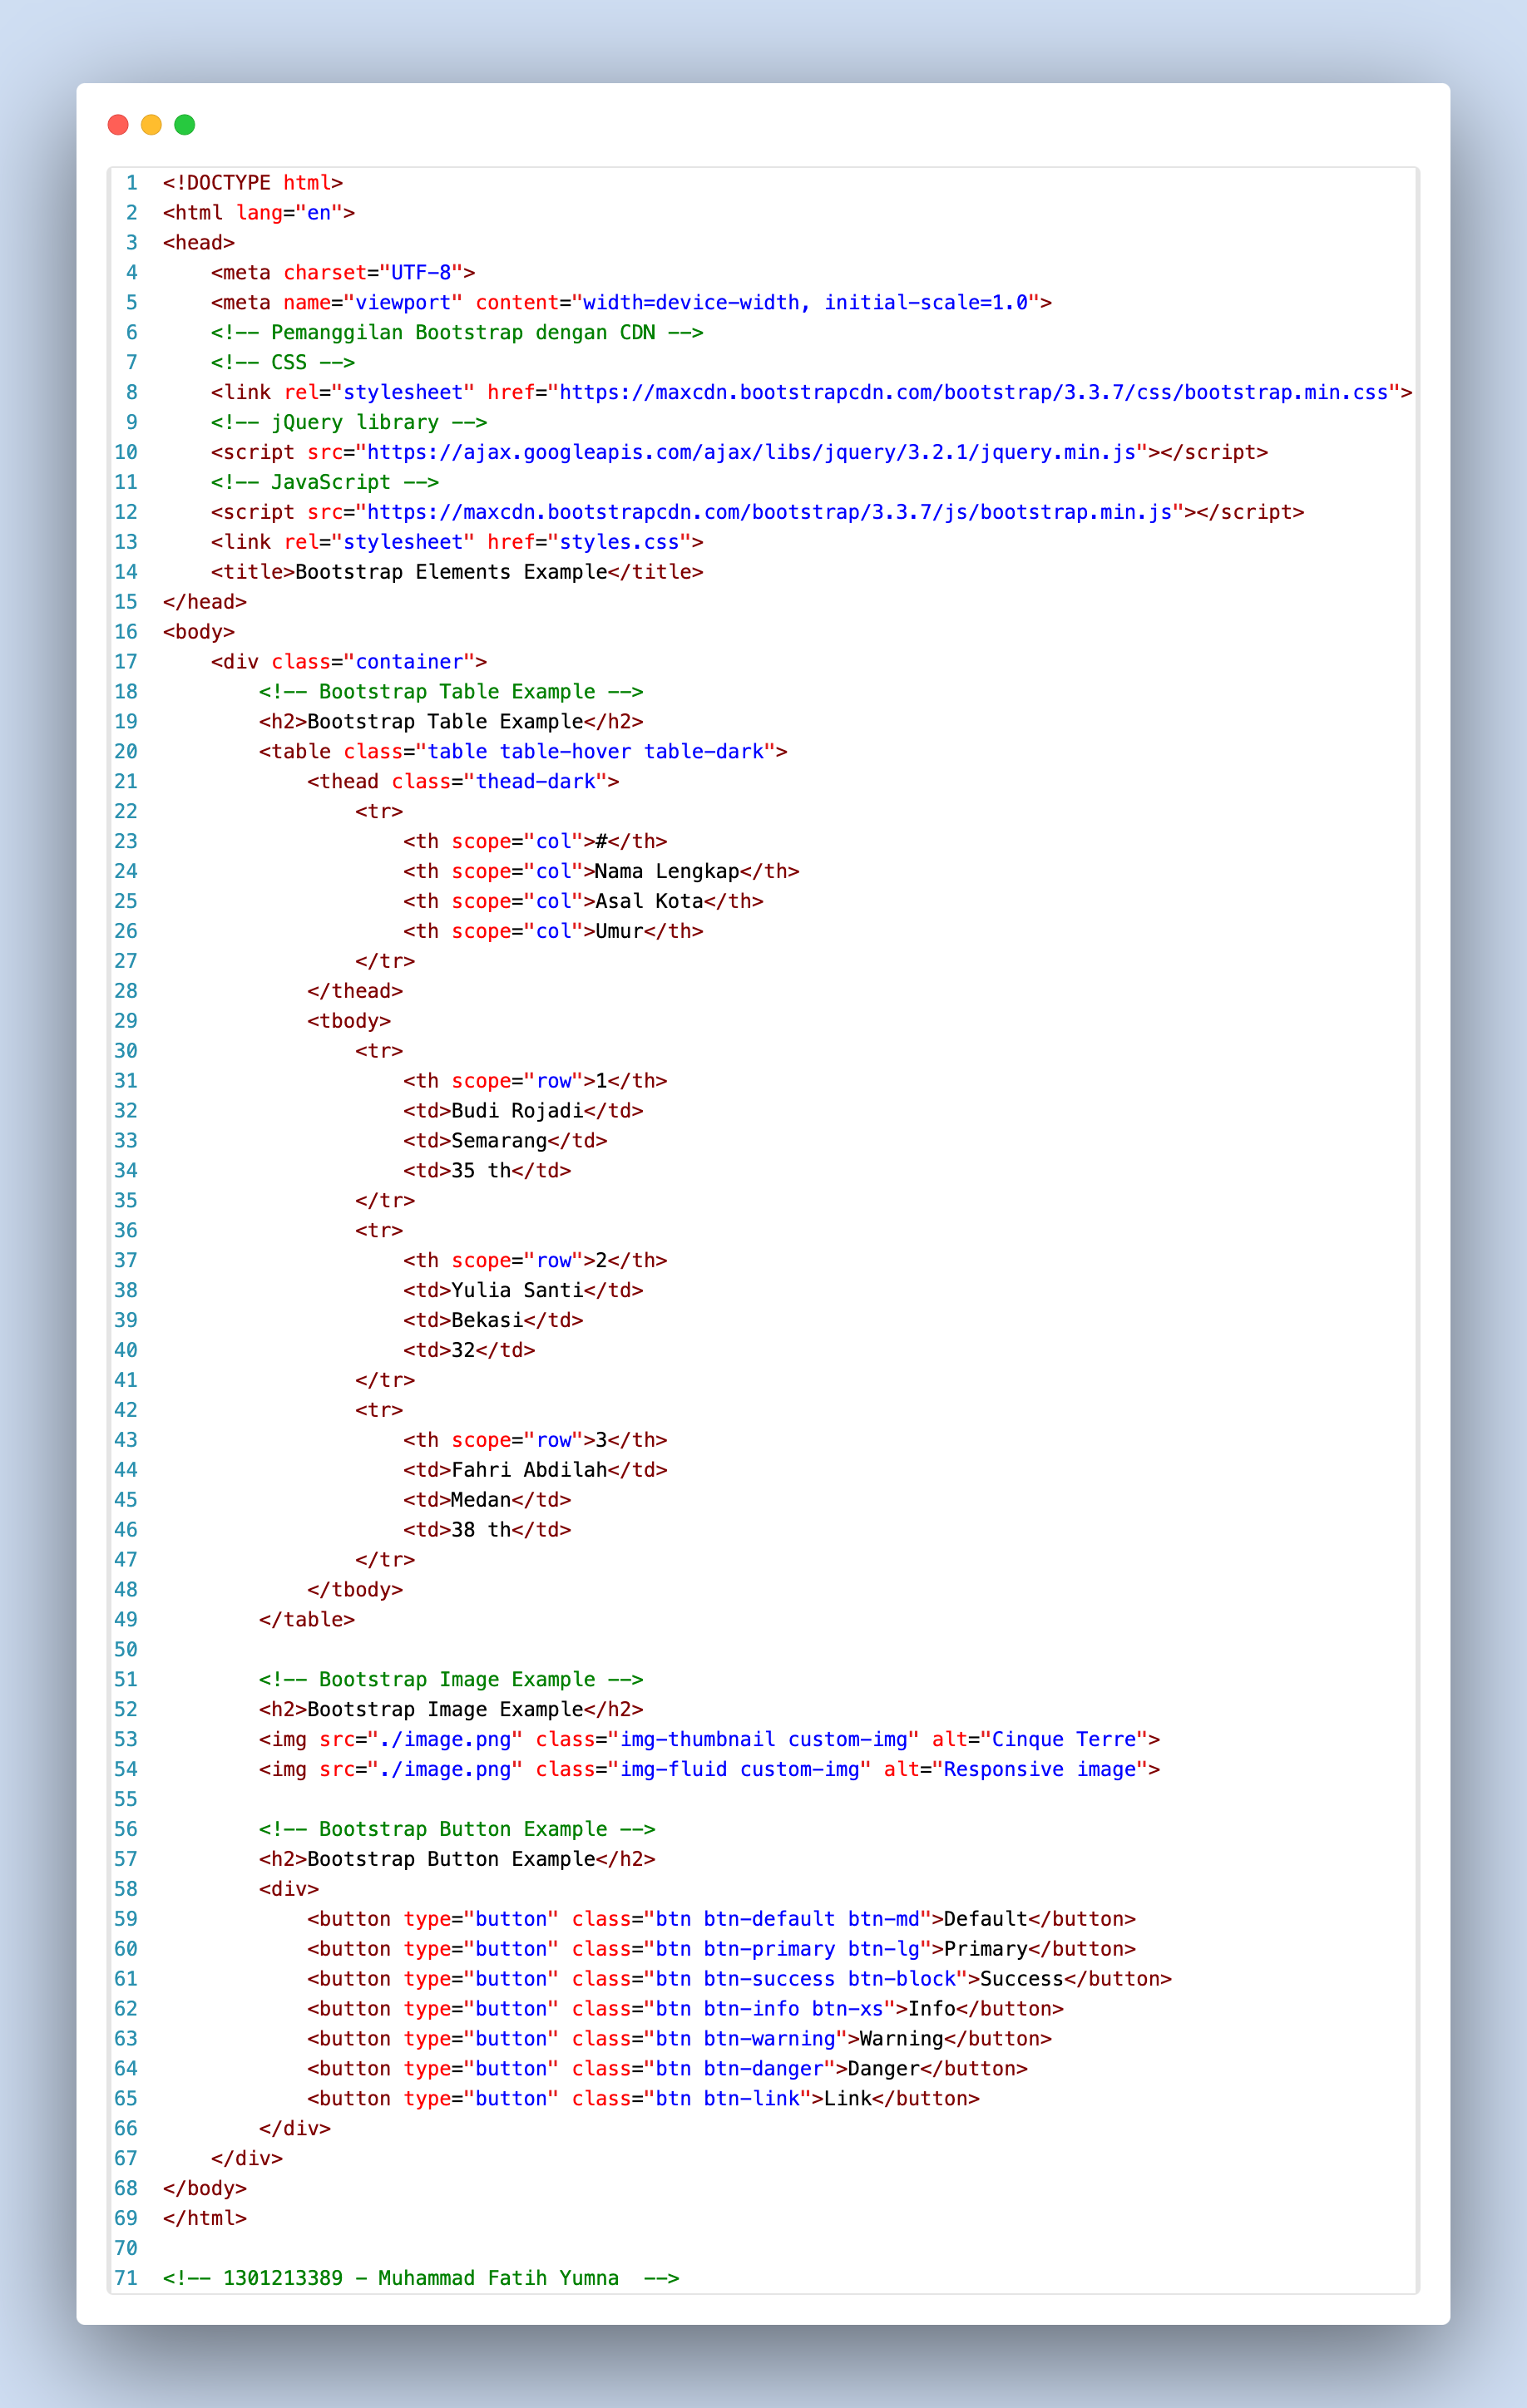 1 <!DOCTYPE html>
2 <html lang="en">
3 <head>
4     <meta charset="UTF-8">
5     <meta name="viewport" content="width=device-width, initial-scale=1.0">
6     <!-- Pemanggilan Bootstrap dengan CDN -->
7     <!-- CSS -->
8     <link rel="stylesheet" href="https://maxcdn.bootstrapcdn.com/bootstrap/3.3.7/css/bootstrap.min.css">
9     <!-- jQuery library -->
10     <script src="https://ajax.googleapis.com/ajax/libs/jquery/3.2.1/jquery.min.js"></script>
11     <!-- JavaScript -->
12     <script src="https://maxcdn.bootstrapcdn.com/bootstrap/3.3.7/js/bootstrap.min.js"></script>
13     <link rel="stylesheet" href="styles.css">
14     <title>Bootstrap Elements Example</title>
15 </head>
16 <body>
17     <div class="container">
18         <!-- Bootstrap Table Example -->
19         <h2>Bootstrap Table Example</h2>
20         <table class="table table-hover table-dark">
21             <thead class="thead-dark">
22                 <tr>
23                     <th scope="col">#</th>
24                     <th scope="col">Nama Lengkap</th>
25                     <th scope="col">Asal Kota</th>
26                     <th scope="col">Umur</th>
27                 </tr>
28             </thead>
29             <tbody>
30                 <tr>
31                     <th scope="row">1</th>
32                     <td>Budi Rojadi</td>
33                     <td>Semarang</td>
34                     <td>35 th</td>
35                 </tr>
36                 <tr>
37                     <th scope="row">2</th>
38                     <td>Yulia Santi</td>
39                     <td>Bekasi</td>
40                     <td>32</td>
41                 </tr>
42                 <tr>
43                     <th scope="row">3</th>
44                     <td>Fahri Abdilah</td>
45                     <td>Medan</td>
46                     <td>38 th</td>
47                 </tr>
48             </tbody>
49         </table>
50
51         <!-- Bootstrap Image Example -->
52         <h2>Bootstrap Image Example</h2>
53         <img src="./image.png" class="img-thumbnail custom-img" alt="Cinque Terre">
54         <img src="./image.png" class="img-fluid custom-img" alt="Responsive image">
55
56         <!-- Bootstrap Button Example -->
57         <h2>Bootstrap Button Example</h2>
58         <div>
59             <button type="button" class="btn btn-default btn-md">Default</button>
60             <button type="button" class="btn btn-primary btn-lg">Primary</button>
61             <button type="button" class="btn btn-success btn-block">Success</button>
62             <button type="button" class="btn btn-info btn-xs">Info</button>
63             <button type="button" class="btn btn-warning">Warning</button>
64             <button type="button" class="btn btn-danger">Danger</button>
65             <button type="button" class="btn btn-link">Link</button>
66         </div>
67     </div>
68 </body>
69 </html>
70
71 <!-- 1301213389 - Muhammad Fatih Yumna  -->